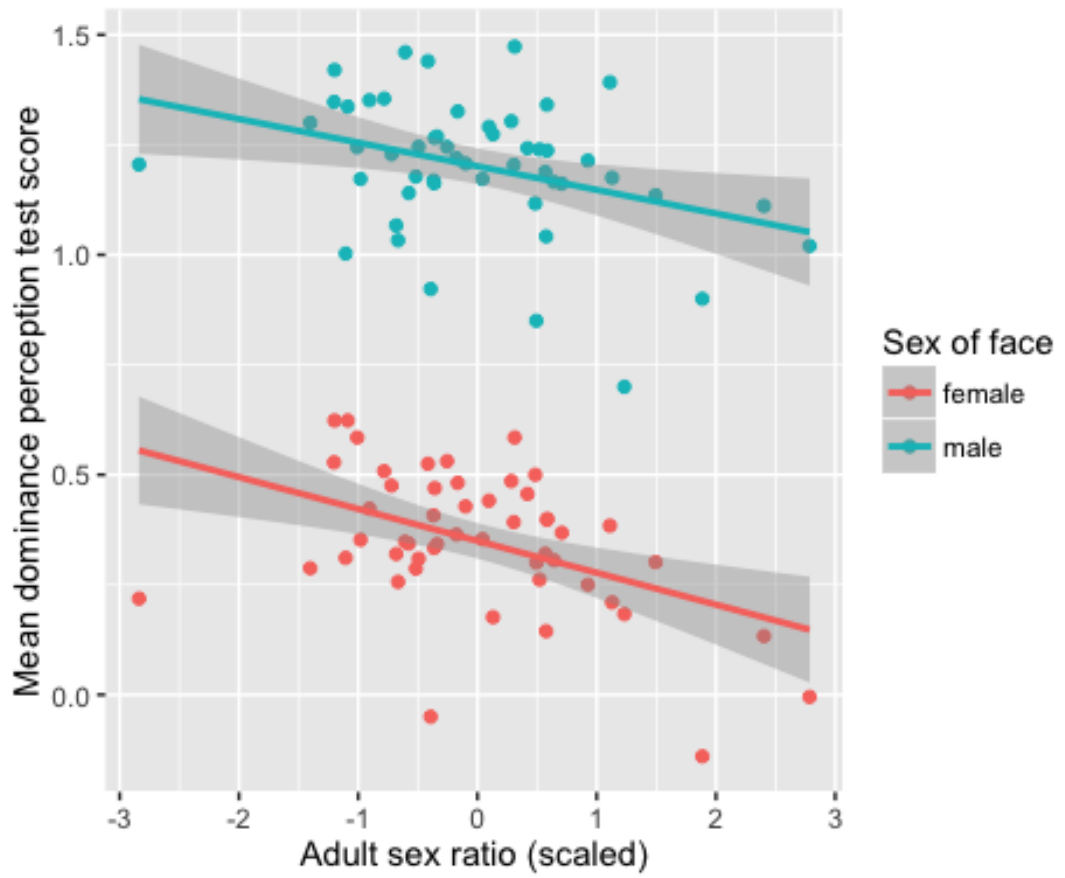 1.5
1.0
0.5
0.0
Mean dominance perception test score
-3 -2 -1 0 1 2 3
Adult sex ratio (scaled)
Sex of face
female
male